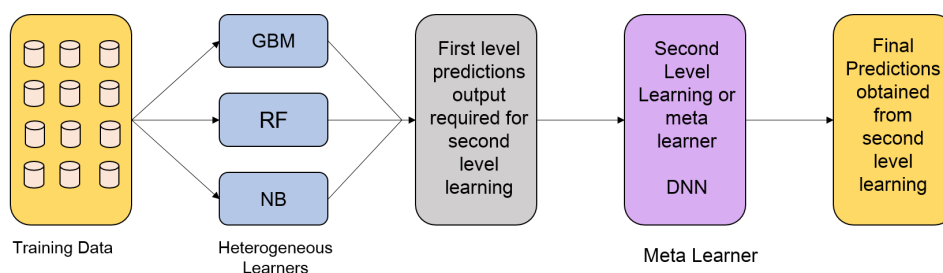 GBM
RF
NB
Training Data
Heterogeneous
Learners
First level
predictions
output
required for
second
level
learning
Second
Level
Learning or
meta
learner
DNN
Meta Learner
Final
Predictions
obtained
from
second
level
learning